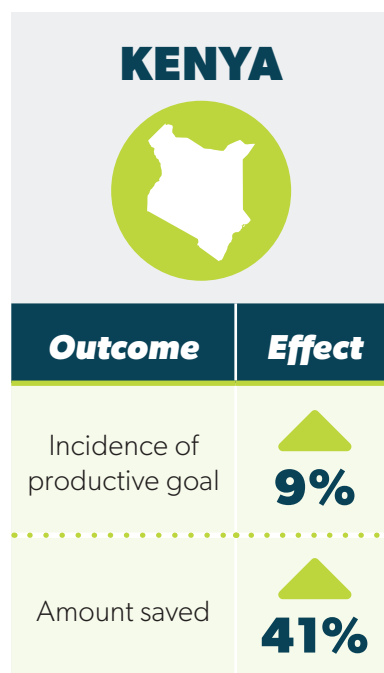 KENYA
Outcome Effect
Incidence of
productive goal
9%
Amount saved
41%